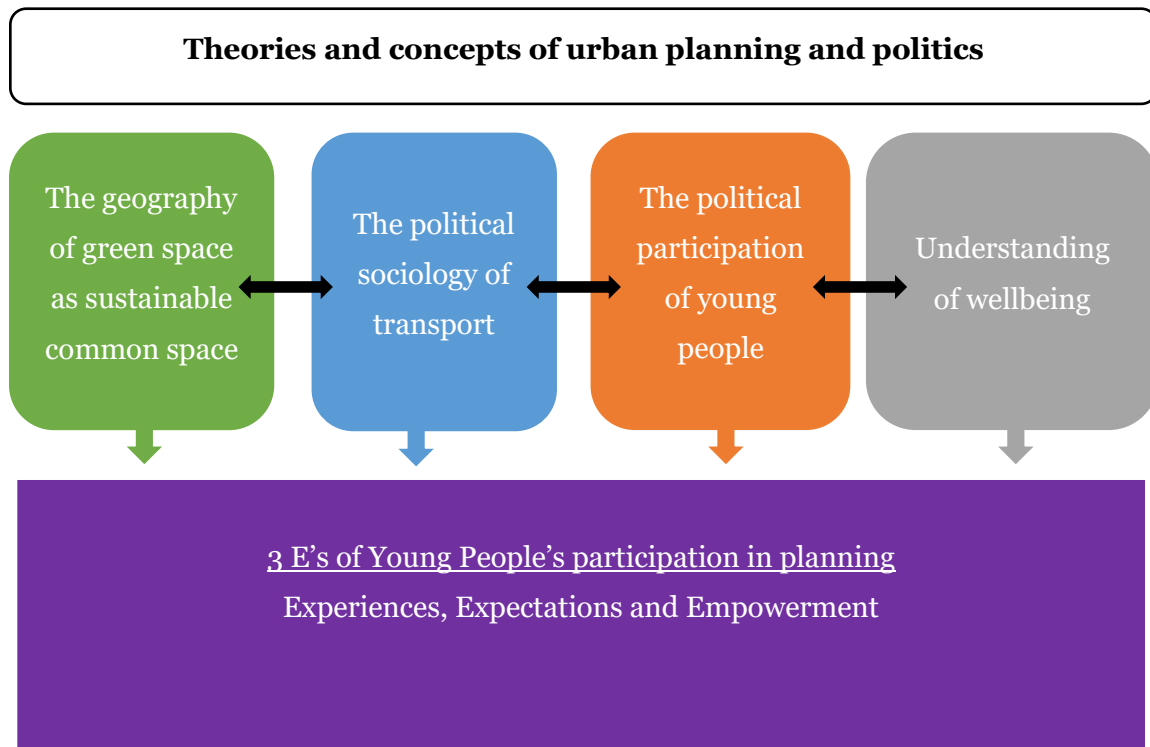 Theories and concepts of urban planning and politics
The geography
of green space
as sustainable
common space
The political
sociology of
transport
The political
participation
of young
people
Understanding
of wellbeing
3 E’s of Young People’s participation in planning
Experiences, Expectations and Empowerment